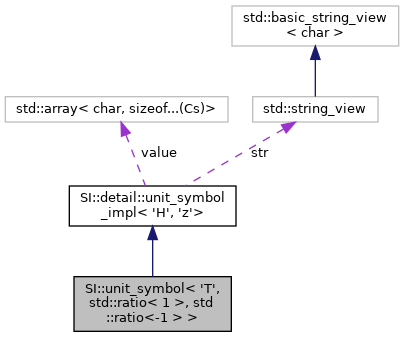 std::basic_string_view
< char >
std::array< char, sizeof...(Cs)>
std::string_view
value
str
SI::detail::unit_symbol
_impl< 'H', 'z'>
SI::unit_symbol< 'T',
std::ratio< 1 >, std
::ratio<-1 > >